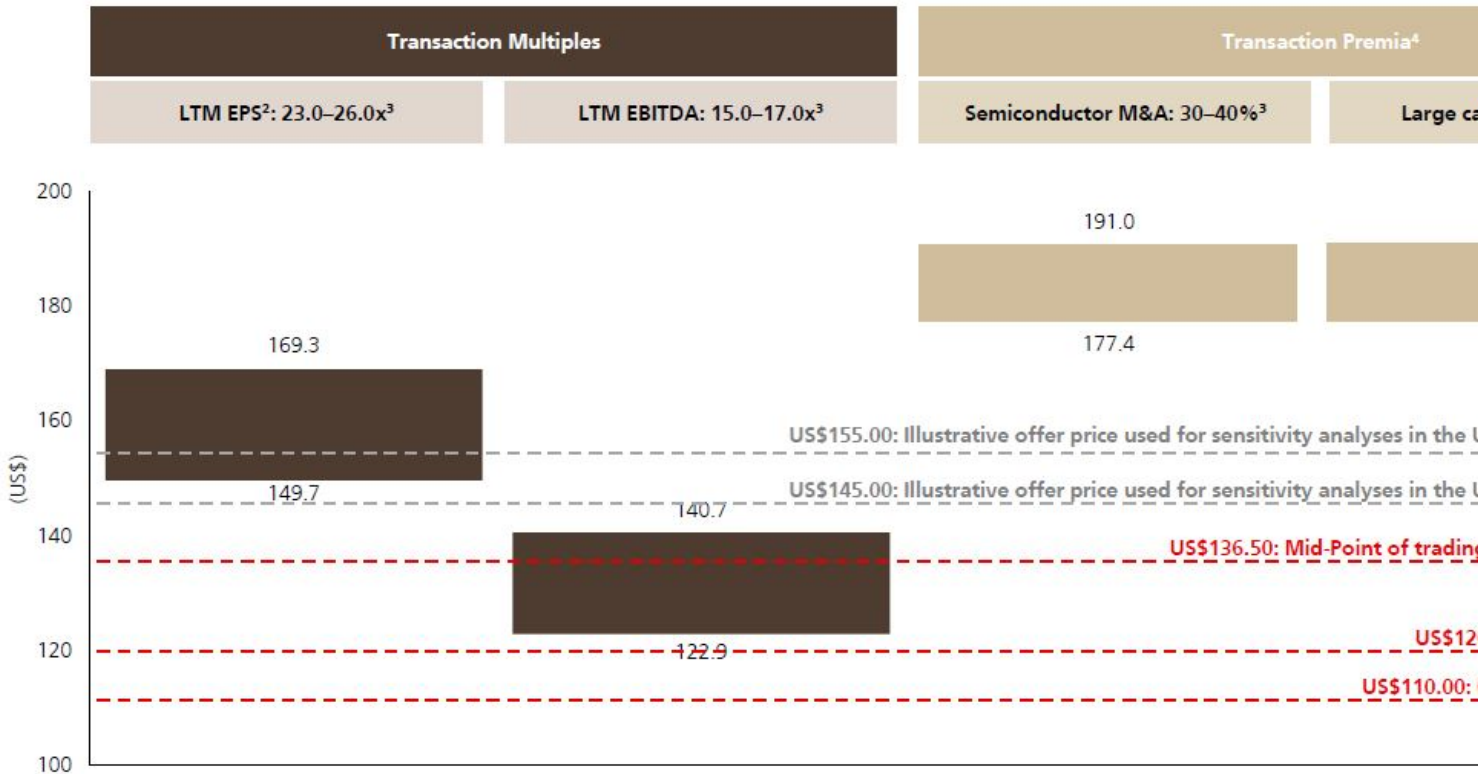 Transaction Multiples
Transaction Premia⁴
LTM EPS²: 23.0–26.0x³
LTM EBITDA: 15.0–17.0x³
Semiconductor M&A: 30–40%³
Large ca
200
191.0
180
177.4
169.3
160
US$155.00: Illustrative offer price used for sensitivity analyses in the U
149.7
US$145.00: Illustrative offer price used for sensitivity analyses in the U
(US$)
140.7
140
US$136.50: Mid-Point of trading
122.9
120
US$12
US$110.00:
100